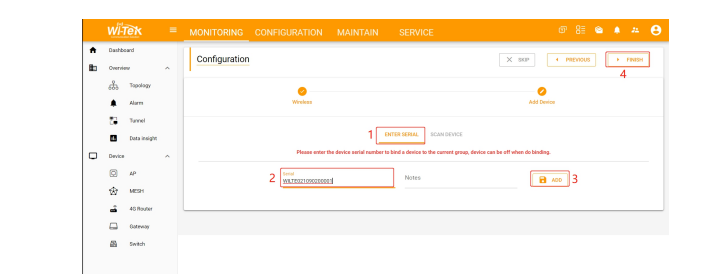 Wi-Tek
MONITORING CONFIGURATION MAINTAIN SERVICE
Dashboard
Overview
Topology
Alarm
Tunnel
Data insight
Device
AP
MESH
4G Router
Gateway
Switch
Configuration
SKIP
PREVIOUS
FINISH
4
Wireless
Add Device
1
ENTER SERIAL
SCAN DEVICE
Please enter the device serial number to bind a device to the current group, device can be off when do binding.
2
Serial
WILTE021090200001
Notes
ADD
3